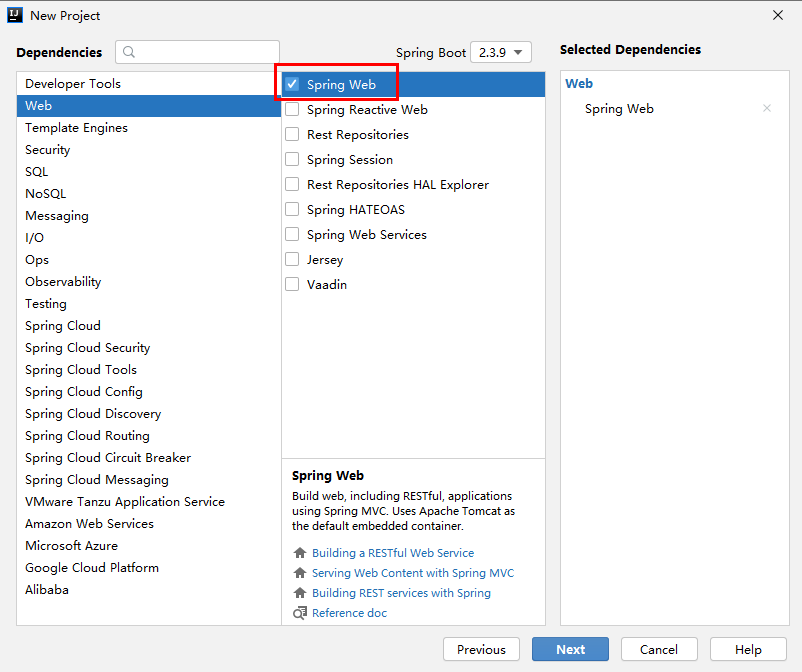 New Project
Dependencies
Spring Boot 2.3.9
Selected Dependencies
Developer Tools
Web
Template Engines
Security
SQL
NoSQL
Messaging
I/O
Ops
Observability
Testing
Spring Cloud
Spring Cloud Security
Spring Cloud Tools
Spring Cloud Config
Spring Cloud Discovery
Spring Cloud Routing
Spring Cloud Circuit Breaker
Spring Cloud Messaging
VMware Tanzu Application Service
Amazon Web Services
Microsoft Azure
Google Cloud Platform
Alibaba
Spring Web
Spring Reactive Web
Rest Repositories
Spring Session
Rest Repositories HAL Explorer
Spring HATEOAS
Spring Web Services
Jersey
Vaadin
Spring Web
Build web, including RESTful, applications
using Spring MVC. Uses Apache Tomcat as
the default embedded container.
Building a RESTful Web Service
Serving Web Content with Spring MVC
Building REST services with Spring
Reference doc
Web
Spring Web
Previous
Next
Cancel
Help